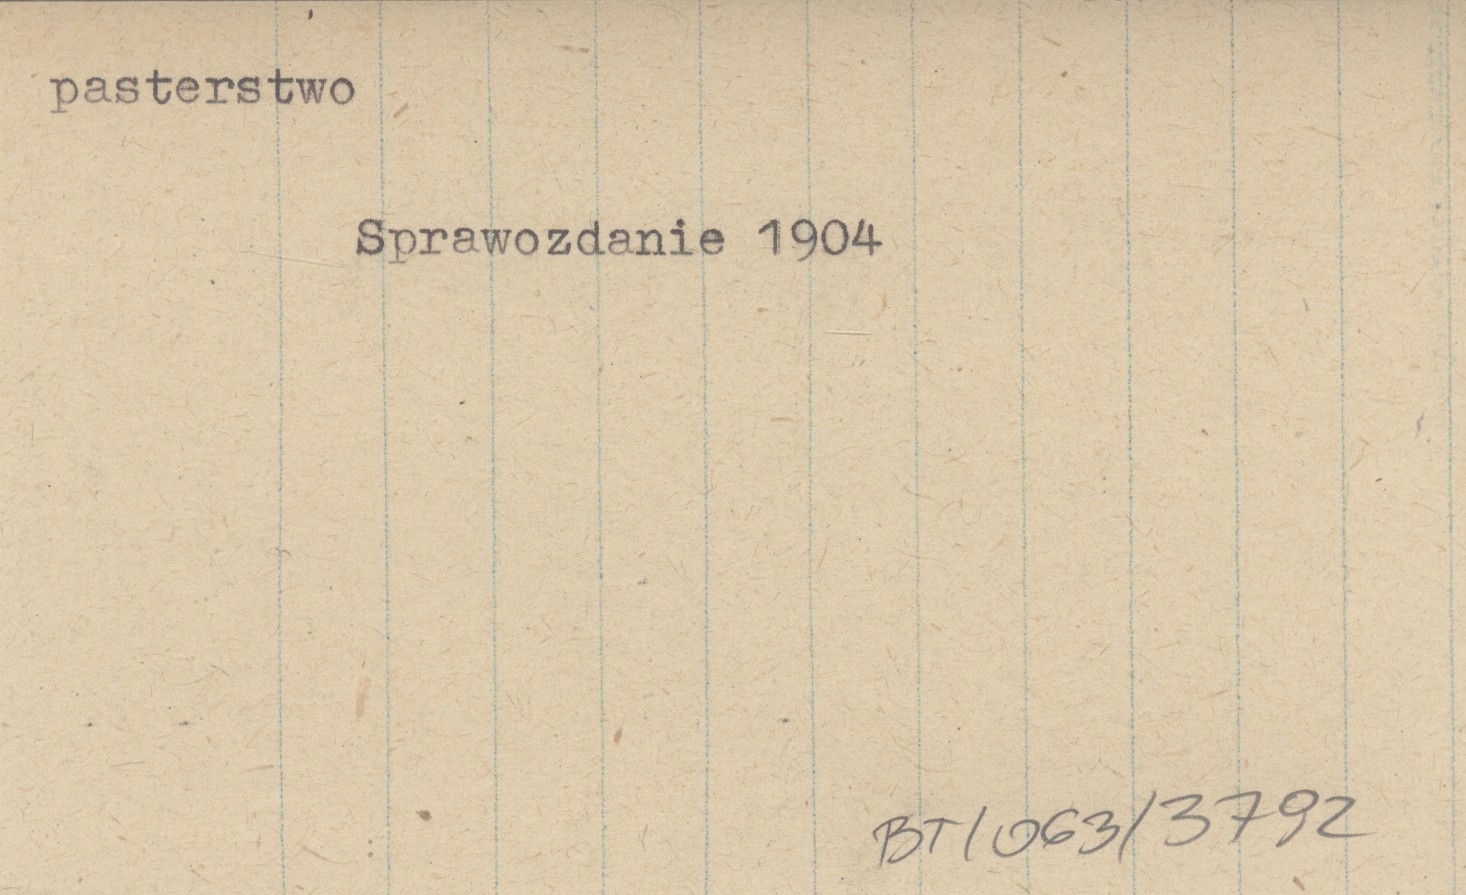 pasterstwo
Sprawozdanie 1904
BT/063/3792